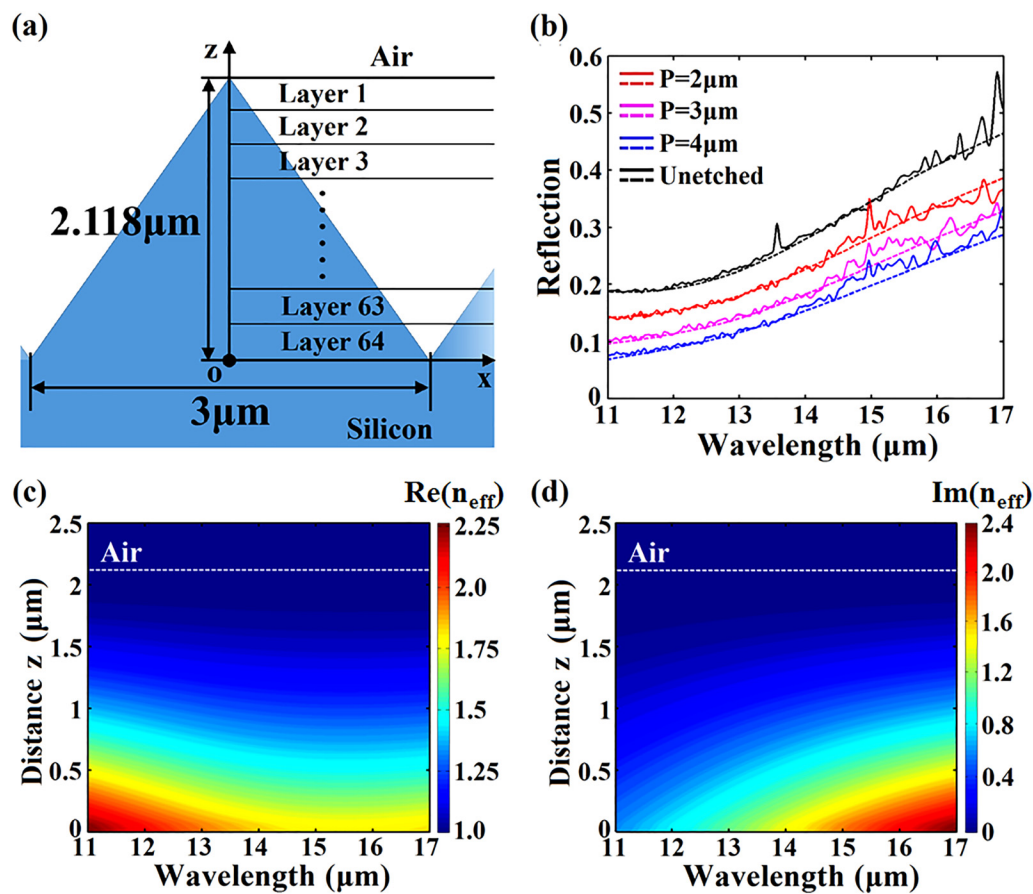 (a)
z
Air
Layer 1
Layer 2
Layer 3
2.118μm
Layer 63
Layer 64
o
x
3μm
Silicon
(b)
0.6
0.5
0.4
0.3
0.2
0.1
0
Reflection
P=2μm
P=3μm
P=4μm
Unetched
11 12 13 14 15 16 17
Wavelength (μm)
(c)
Re(neff)
2.5
2
1.5
1
0.5
0
Distance z (μm)
Air
11 12 13 14 15 16 17
Wavelength (μm)
2.25
2.0
1.75
1.5
1.25
1.0
(d)
Im(neff)
2.5
2
1.5
1
0.5
0
Distance z (μm)
Air
11 12 13 14 15 16 17
Wavelength (μm)
2.4
2.0
1.6
1.2
0.8
0.4
0